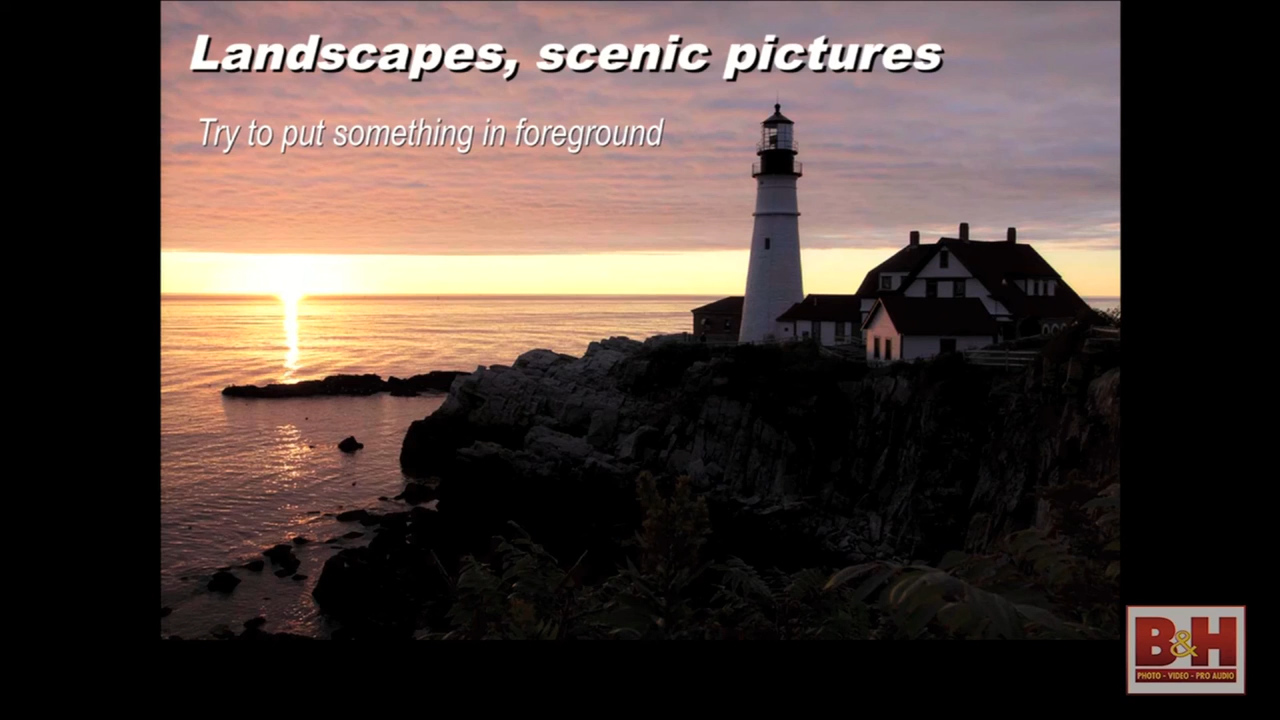 Landscapes, scenic pictures
Try to put something in foreground
B&H
PHOTO - VIDEO - PRO AUDIO